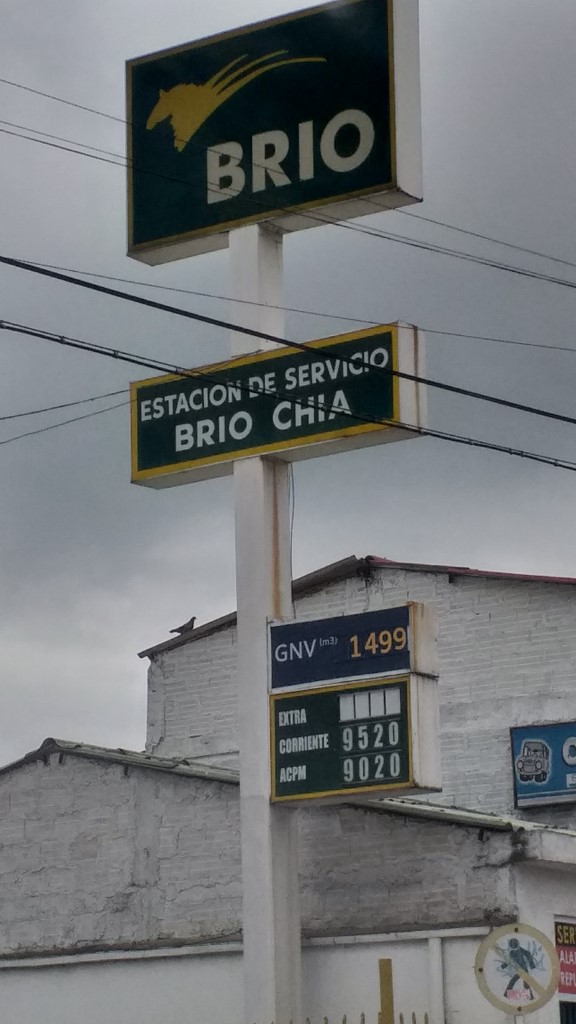 BRIO
ESTACION DE SERVICIO
BRIO CHIA
GNV (m3) 1499
EXTRA
CORRIENTE 9520
ACPM 9020